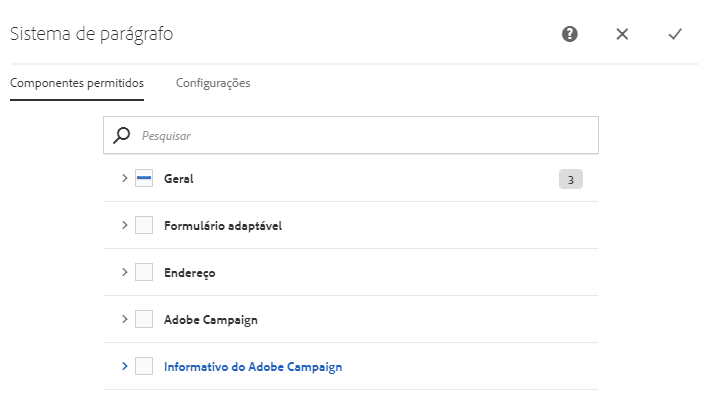 Sistema de parágrafo
Componentes permitidos
Configurações
Pesquisar
Geral
3
Formulário adaptável
Endereço
Adobe Campaign
Informativo do Adobe Campaign